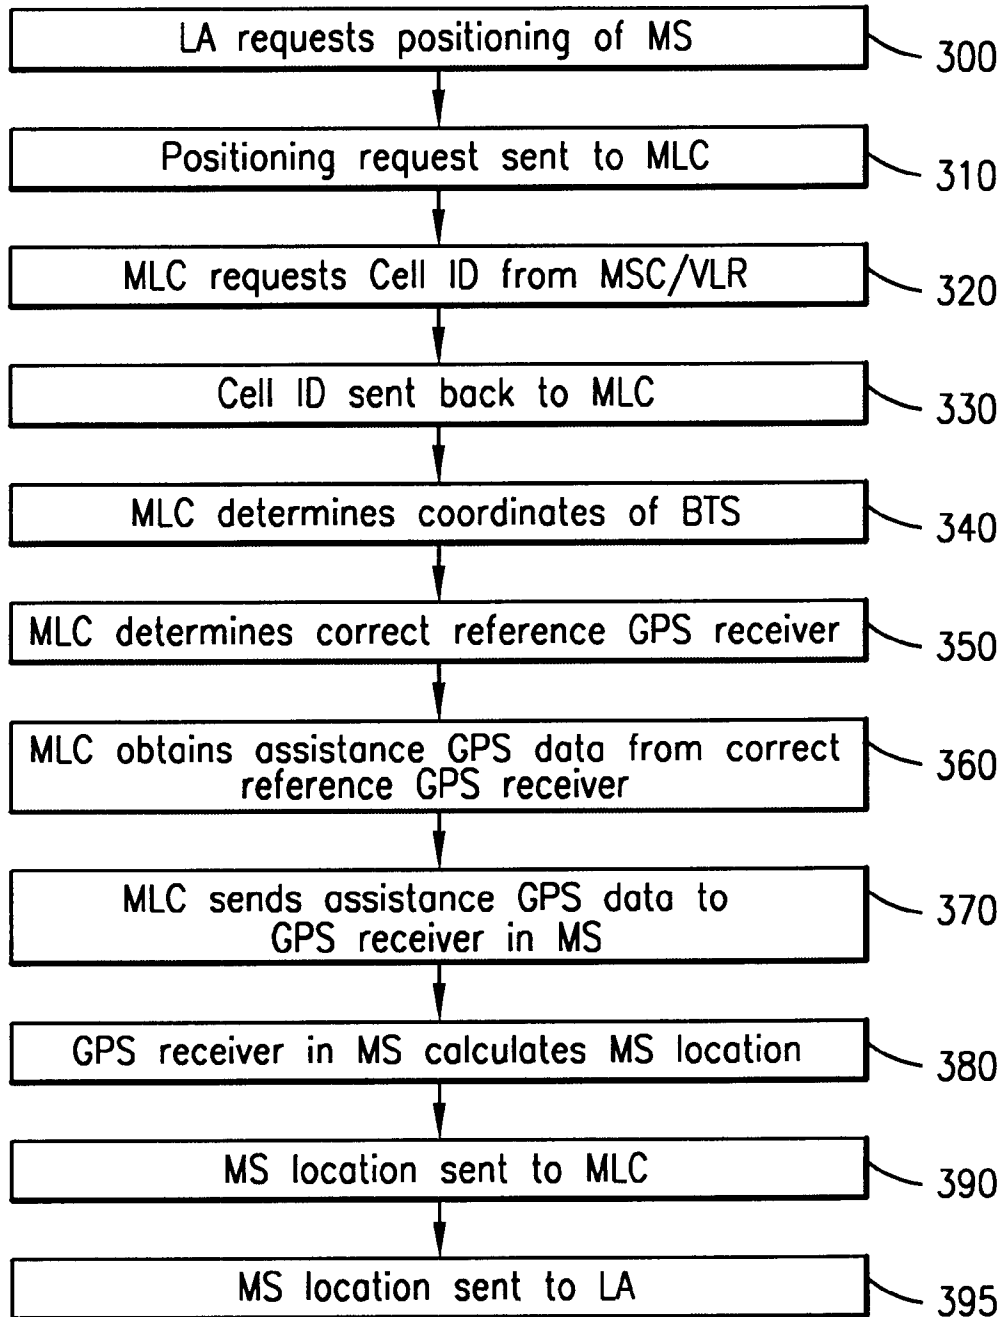 LA requests positioning of MS
300
Positioning request sent to MLC
310
MLC requests Cell ID from MSC/VLR
320
Cell ID sent back to MLC
330
MLC determines coordinates of BTS
340
MLC determines correct reference GPS receiver
350
MLC obtains assistance GPS data from correct
reference GPS receiver
360
MLC sends assistance GPS data to
GPS receiver in MS
370
GPS receiver in MS calculates MS location
380
MS location sent to MLC
390
MS location sent to LA
395